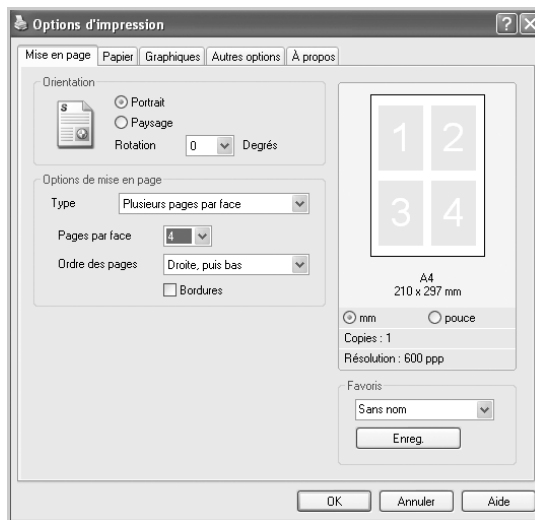 Options d'impression
Mise en page
Papier
Graphiques
Autres options
À propos
Orientation
S
Portrait
Paysage
Rotation 0 Degrés
Options de mise en page
Type Plusieurs pages par face
Pages par face 4
Ordre des pages Droite, puis bas
Bordures
1 2
3 4
A4
210 x 297 mm
mm pouce
Copies : 1
Résolution : 600 ppp
Favoris
Sans nom
Enreg.
OK Annuler Aide